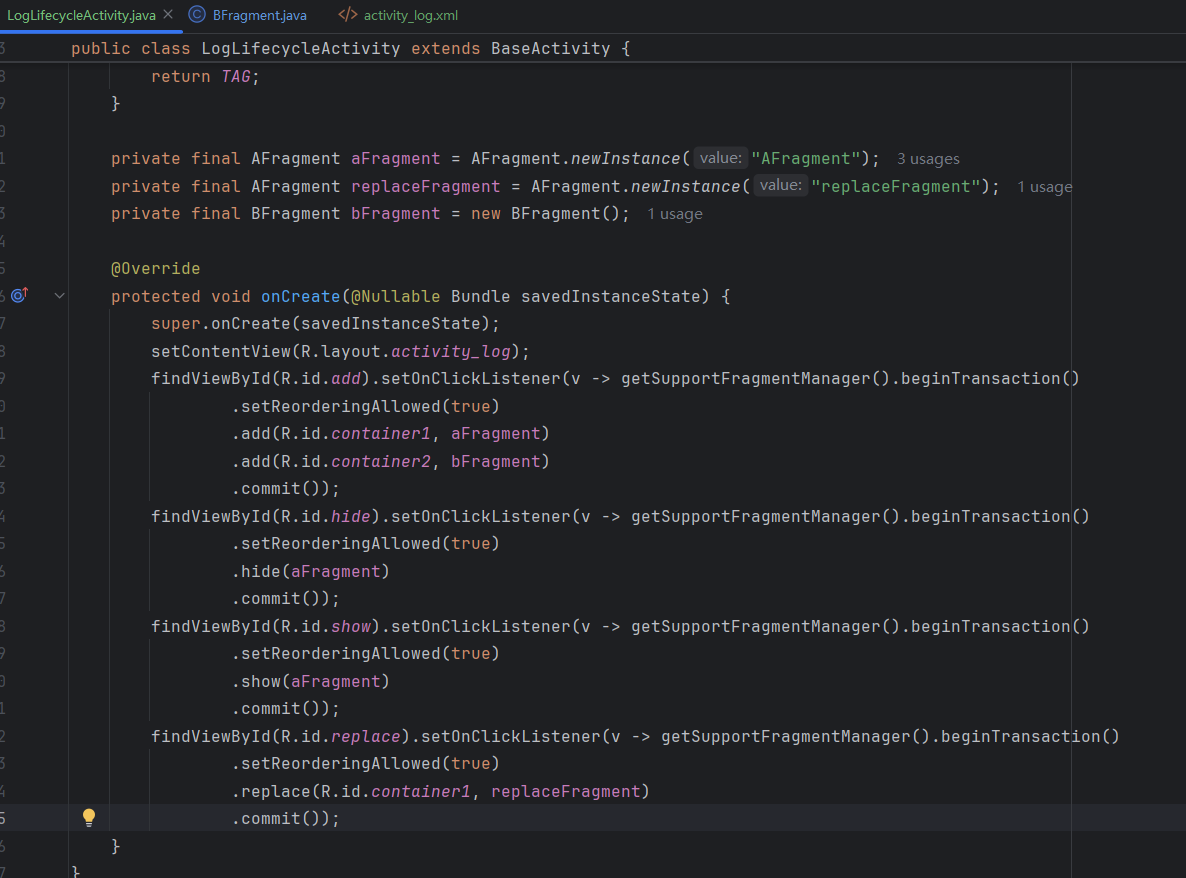 LogLifecycleActivity.java BFragment.java activity_log.xml
public class LogLifecycleActivity extends BaseActivity {
return TAG;
}
private final AFragment aFragment = AFragment.newInstance( value: "AFragment"); 3 usages
private final AFragment replaceFragment = AFragment.newInstance( value: "replaceFragment"); 1 usage
private final BFragment bFragment = new BFragment(); 1 usage
@Override
protected void onCreate(@Nullable Bundle savedInstanceState) {
super.onCreate(savedInstanceState);
setContentView(R.layout.activity_log);
findViewById(R.id.add).setOnClickListener(v -> getSupportFragmentManager().beginTransaction()
.setReorderingAllowed(true)
.add(R.id.container1, aFragment)
.add(R.id.container2, bFragment)
.commit());
findViewById(R.id.hide).setOnClickListener(v -> getSupportFragmentManager().beginTransaction()
.setReorderingAllowed(true)
.hide(aFragment)
.commit());
findViewById(R.id.show).setOnClickListener(v -> getSupportFragmentManager().beginTransaction()
.setReorderingAllowed(true)
.show(aFragment)
.commit());
findViewById(R.id.replace).setOnClickListener(v -> getSupportFragmentManager().beginTransaction()
.setReorderingAllowed(true)
.replace(R.id.container1, replaceFragment)
.commit());
}
}